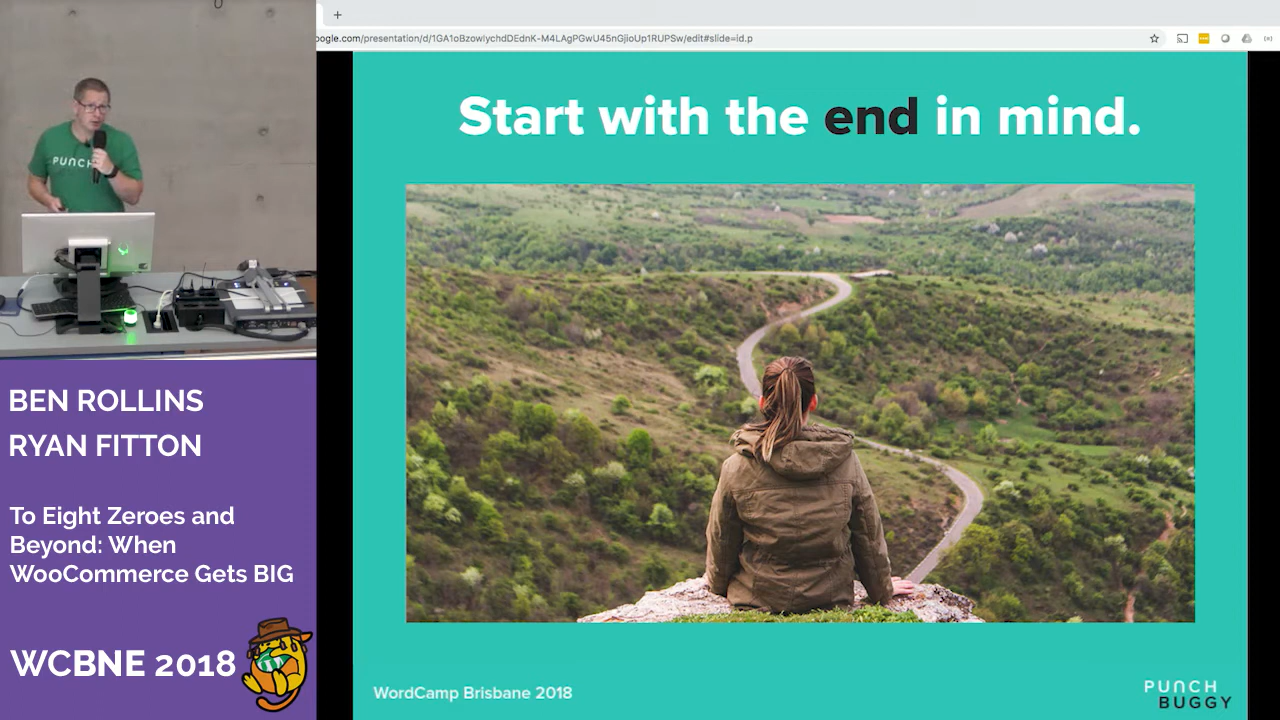 oogle.com/presentation/d/1GA1oBzowIychdDEdnK-M4LAgPGwU45nGjioUp1RUPSw/edit#slide=id.p
Start with the end in mind.
PUNCH
BEN ROLLINS
RYAN FITTON
To Eight Zeroes and
Beyond: When
WooCommerce Gets BIG
WCBNE 2018
WordCamp Brisbane 2018
PUNCH
BUGGY